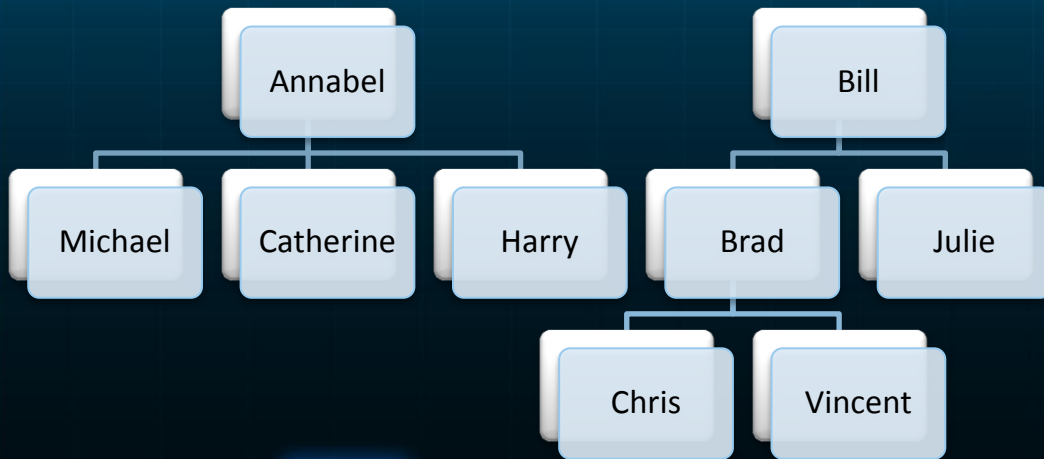 Annabel
Bill
Michael
Catherine
Harry
Brad
Julie
Chris
Vincent